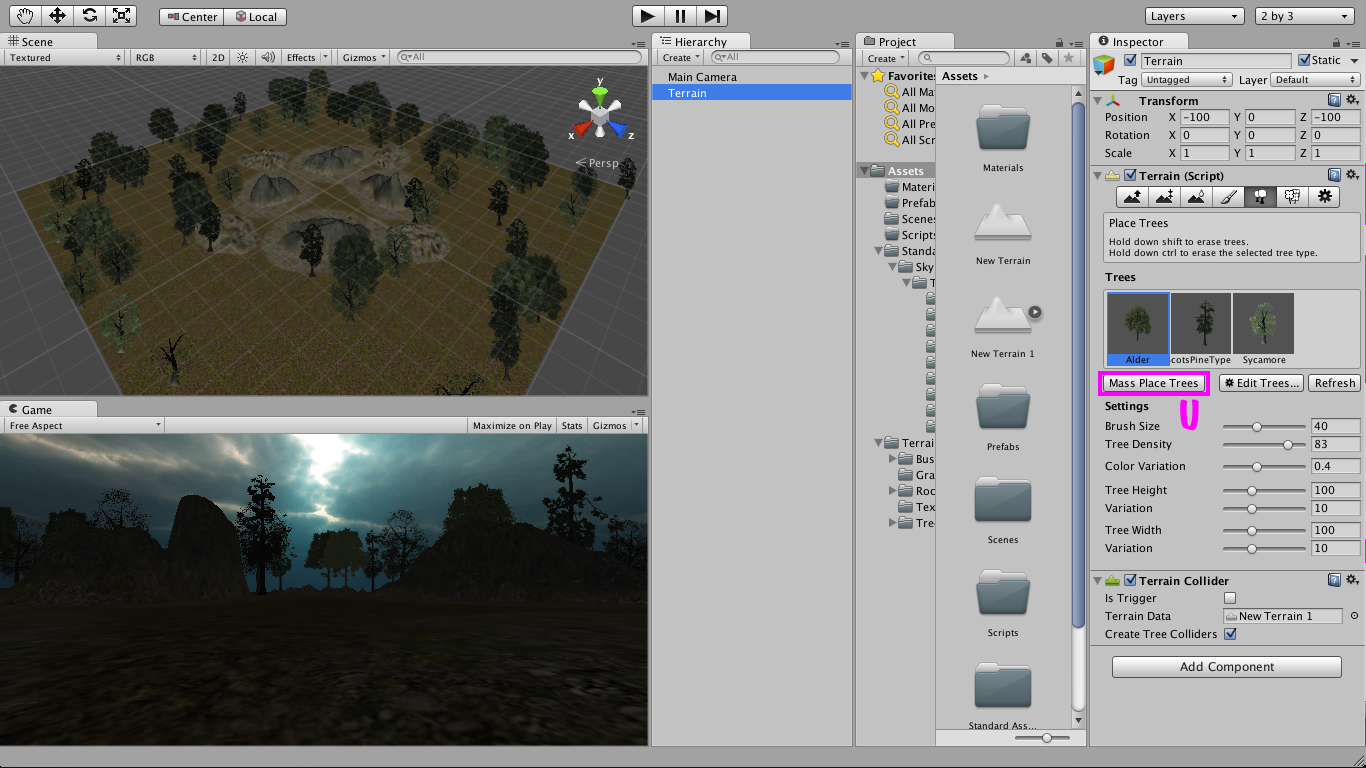 Center Local
Layers 2 by 3
Scene
Textured RGB 2D Effects Gizmos All
y
x z
Persp
Game
Free Aspect Maximize on Play Stats Gizmos
Hierarchy
Create All
Main Camera
Terrain
Project
Create
Favorites
All Ma
All Mo
All Pre
All Scr
Assets
Materi
Prefab
Scenes
Scripts
Standa
Sky
T
Terrai
Bus
Gra
Roc
Tex
Tree
Assets
Materials
New Terrain
New Terrain 1
Prefabs
Scenes
Scripts
Standard Ass...
Inspector
Terrain Static
Tag Untagged Layer Default
Transform
Position X -100 Y 0 Z -100
Rotation X 0 Y 0 Z 0
Scale X 1 Y 1 Z 1
Terrain (Script)
Place Trees
Hold down shift to erase trees.
Hold down ctrl to erase the selected tree type.
Trees
Alder cotsPineType Sycamore
Mass Place Trees Edit Trees... Refresh
Settings
Brush Size 40
Tree Density 83
Color Variation 0.4
Tree Height 100
Variation 10
Tree Width 100
Variation 10
Terrain Collider
Is Trigger
Terrain Data New Terrain 1
Create Tree Colliders
Add Component